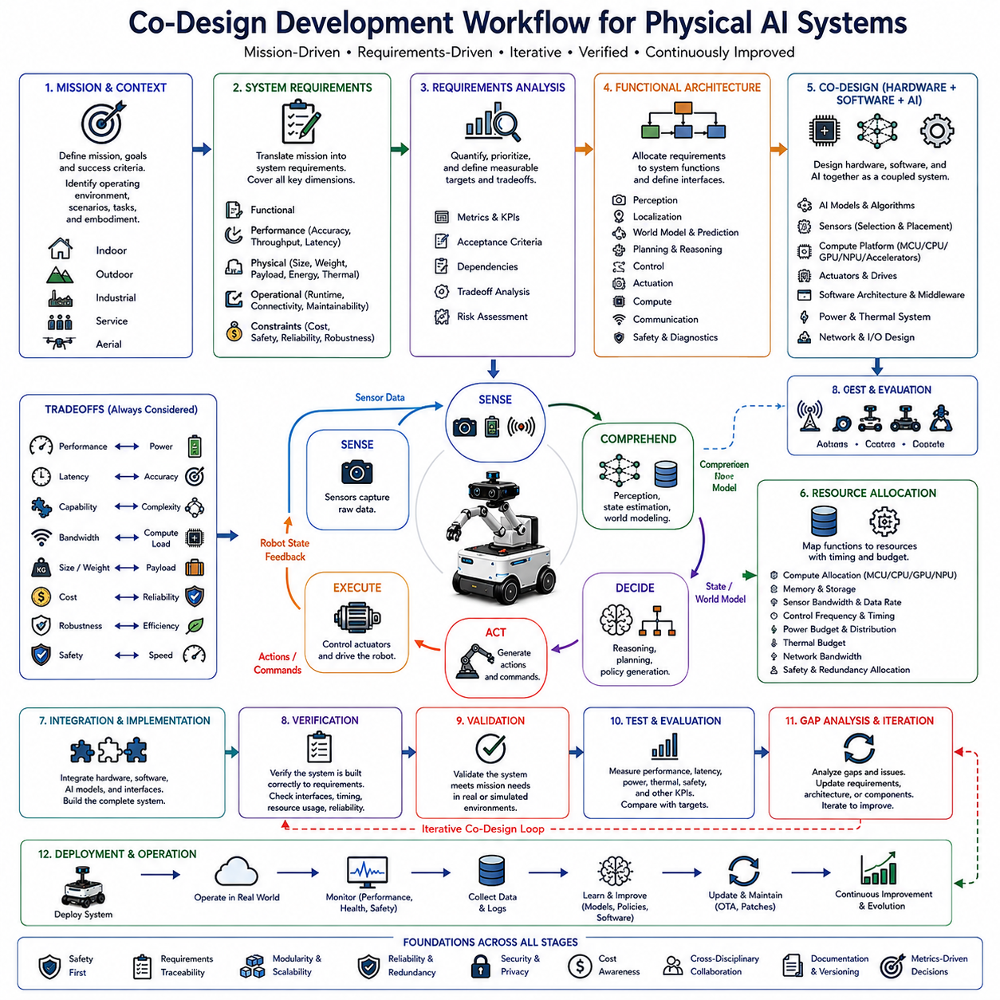 Co-Design Development Workflow for Physical AI Systems
Mission-Driven • Requirements-Driven • Iterative • Verified • Continuously Improved
1. MISSION & CONTEXT
Define mission, goals
and success criteria.
Identify operating
environment,
scenarios, tasks,
and embodiment.
Indoor
Outdoor
Industrial
Service
Aerial
2. SYSTEM REQUIREMENTS
Translate mission into
system requirements.
Cover all key dimensions.
Functional
Performance (Accuracy,
Throughput, Latency)
Physical (Size, Weight,
Payload, Energy, Thermal)
Operational (Runtime,
Connectivity, Maintainability)
Constraints (Cost,
Safety, Reliability, Robustness)
3. REQUIREMENTS ANALYSIS
Quantify, prioritize,
and define measurable
targets and tradeoffs.
Metrics & KPIs
Acceptance Criteria
Dependencies
Tradeoff Analysis
Risk Assessment
4. FUNCTIONAL ARCHITECTURE
Allocate requirements
to system functions
and define interfaces.
Perception
Localization
World Model & Prediction
Planning & Reasoning
Control
Actuation
Compute
Communication
Safety & Diagnostics
5. CO-DESIGN (HARDWARE +
SOFTWARE + AI)
Design hardware, software, and
AI together as a coupled system.
AI Models & Algorithms
Sensors (Selection & Placement)
Compute Platform (MCU/CPU/
GPU/NPU/Accelerators)
Actuators & Drives
Software Architecture & Middleware
Power & Thermal System
Network & I/O Design
TRADEOFFS (Always Considered)
Performance Power
Latency Accuracy
Capability Complexity
Bandwidth Compute
Load
KG
Size / Weight Payload
$ Cost Reliability
Robustness Efficiency
Safety Speed
Sensor Data
SENSE
SENSE
Sensors capture
raw data.
COMPREHEND
Perception,
state estimation,
world modeling.
Model
8. GEST & EVALUATION
Robot State
Feedback
EXECUTE
Control actuators
and drive the robot.
Actions /
Commands
ACT
Generate
actions
and commands.
DECIDE
Reasoning,
planning,
policy generation.
State /
World Model
6. RESOURCE ALLOCATION
Map functions to resources
with timing and budget.
Compute Allocation (MCU/CPU/GPU/NPU)
Memory & Storage
Sensor Bandwidth & Data Rate
Control Frequency & Timing
Power Budget & Distribution
Thermal Budget
Network Bandwidth
Safety & Redundancy Allocation
7. INTEGRATION & IMPLEMENTATION
Integrate hardware, software,
AI models, and interfaces.
Build the complete system.
8. VERIFICATION
Verify the system is built
correctly to requirements.
Check interfaces, timing,
resource usage, reliability.
9. VALIDATION
Validate the system
meets mission needs
in real or simulated
environments.
10. TEST & EVALUATION
Measure performance, latency,
power, thermal, safety,
and other KPIs.
Compare with targets.
11. GAP ANALYSIS & ITERATION
Analyze gaps and issues.
Update requirements,
architecture, or components.
Iterate to improve.
Iterative Co-Design Loop
12. DEPLOYMENT & OPERATION
Deploy System
Operate in Real World
Monitor (Performance,
Health, Safety)
Collect Data
& Logs
Learn & Improve
(Models, Policies,
Software)
Update & Maintain
(OTA, Patches)
Continuous Improvement
& Evolution
FOUNDATIONS ACROSS ALL STAGES
Safety
First
Requirements
Traceability
Modularity &
Scalability
Reliability &
Redundancy
Security &
Privacy
$ Cost
Awareness
Cross-Disciplinary
Collaboration
Documentation
& Versioning
Metrics-Driven
Decisions